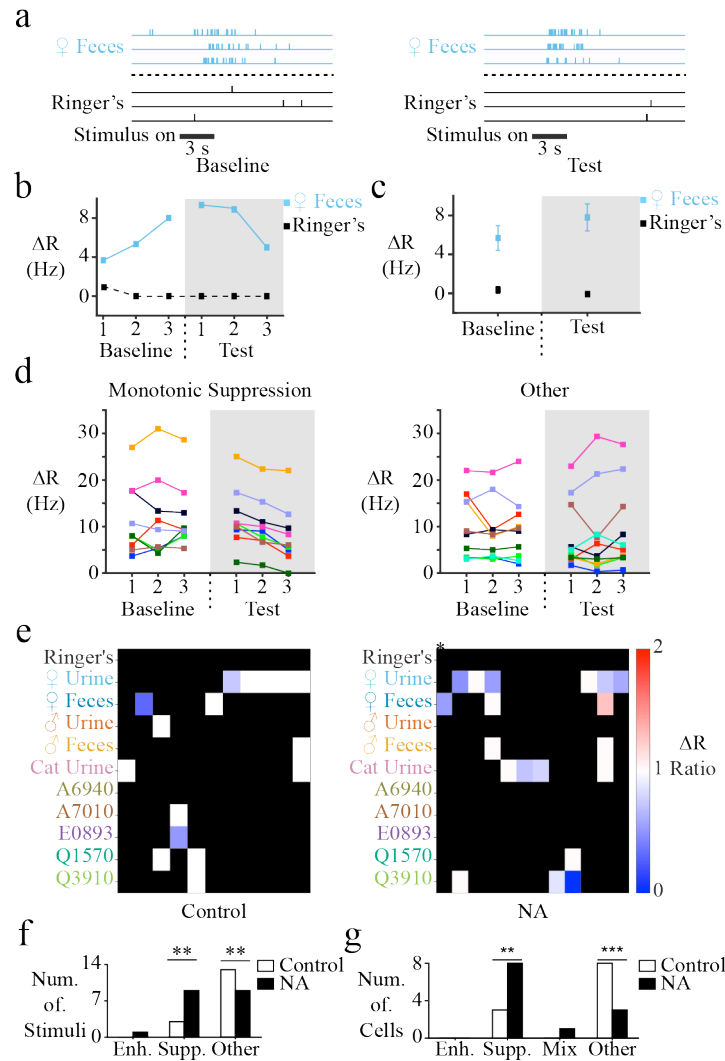 a
♀ Feces
Ringer's
Stimulus on
3 s
Baseline
♀ Feces
Ringer's
Stimulus on
3 s
Test
b
♀ Feces
Ringer's
ΔR
(Hz)
8
4
0
1 2 3 1 2 3
Baseline Test
c
♀ Feces
Ringer's
ΔR
(Hz)
8
4
0
Baseline Test
d
Monotonic Suppression
ΔR
(Hz)
30
20
10
0
1 2 3 1 2 3
Baseline Test
Other
ΔR
(Hz)
30
20
10
0
1 2 3 1 2 3
Baseline Test
e
Ringer's
♀ Urine
♀ Feces
♂ Urine
♂ Feces
Cat Urine
A6940
A7010
E0893
Q1570
Q3910
Control
*
Ringer's
♀ Urine
♀ Feces
♂ Urine
♂ Feces
Cat Urine
A6940
A7010
E0893
Q1570
Q3910
NA
2
1
0
ΔR
Ratio
f
Num.
of.
Stimuli
14
7
0
** **
Control
NA
Enh. Supp. Other
g
Num.
of.
Cells
8
4
0
** ***
Control
NA
Enh. Supp. Mix Other